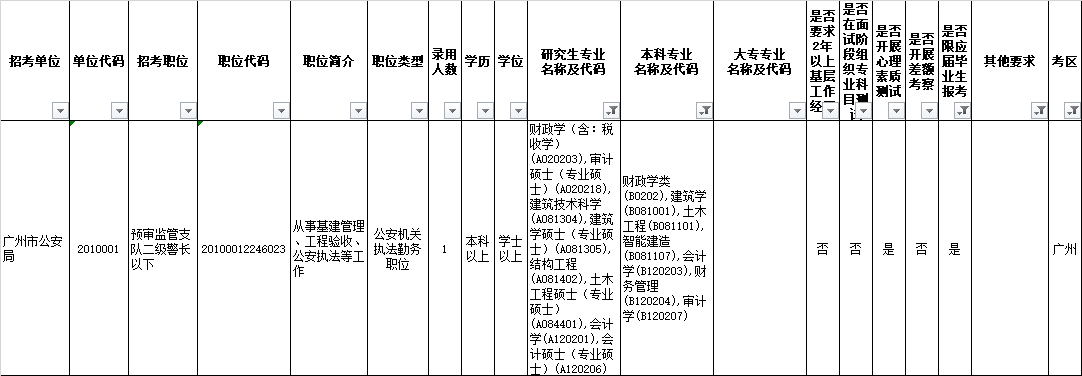 招考单位
单位代码
招考职位
职位代码
职位简介
职位类型
录用
人数
学历
学位
研究生专业
名称及代码
本科专业
名称及代码
大专专业
名称及代码
是否
要求
2年
以上
基层
工作
经
是否
在面
试阶
段组
织专
业科
目测
试
是否
开展
心理
素质
测试
是否
开展
差额
考察
是否
限应
届毕
业生
报考
其他要求
考区
广州市公安
局
2010001
预审监管支
队二级警长
以下
20100012246023
从事基建管理
、工程验收、
公安执法等工
作
公安机关
执法勤务
职位
1
本科
以上
学士
以上
财政学（含：税
收学）
(A020203),审计
硕士（专业硕
士）(A020218),
建筑技术科学
(A081304),建筑
学硕士（专业硕
士）(A081305),
结构工程
(A081402),土木
工程硕士（专业
硕士）
(A084401),会计
学(A120201),会
计硕士（专业硕
士）(A120206)
财政学类
(B0202),建筑学
(B081001),土木
工程(B081101),
智能建造
(B081107),会计
学(B120203),财
务管理
(B120204),审计
学(B120207)
否
否
是
否
是
广州